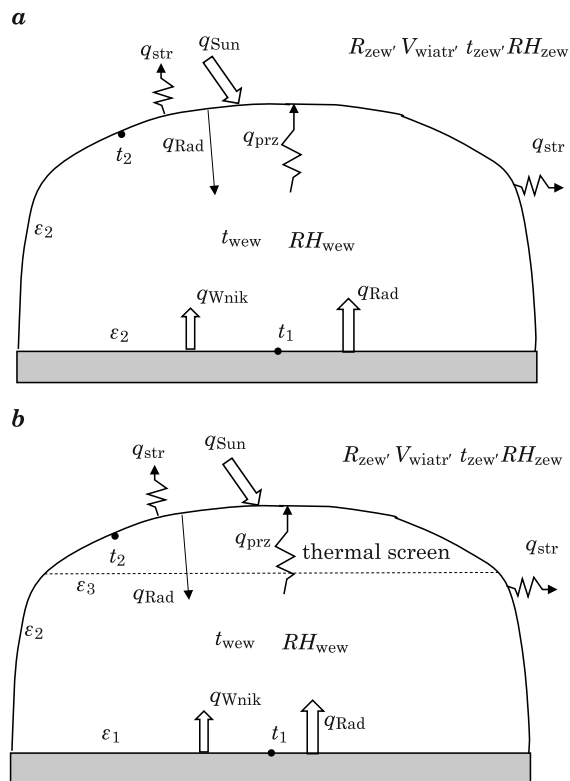 a
q_str q_Sun R_zew, V_wiatr, t_zew, RH_zew
t_2 q_Rad q_prz q_str
ε_2
t_wew RH_wew
q_Wnik q_Rad
ε_2 t_1
b
q_str q_Sun R_zew, V_wiatr, t_zew, RH_zew
t_2 q_prz thermal screen q_str
ε_3 q_Rad
ε_2
t_wew RH_wew
q_Wnik q_Rad
ε_1 t_1